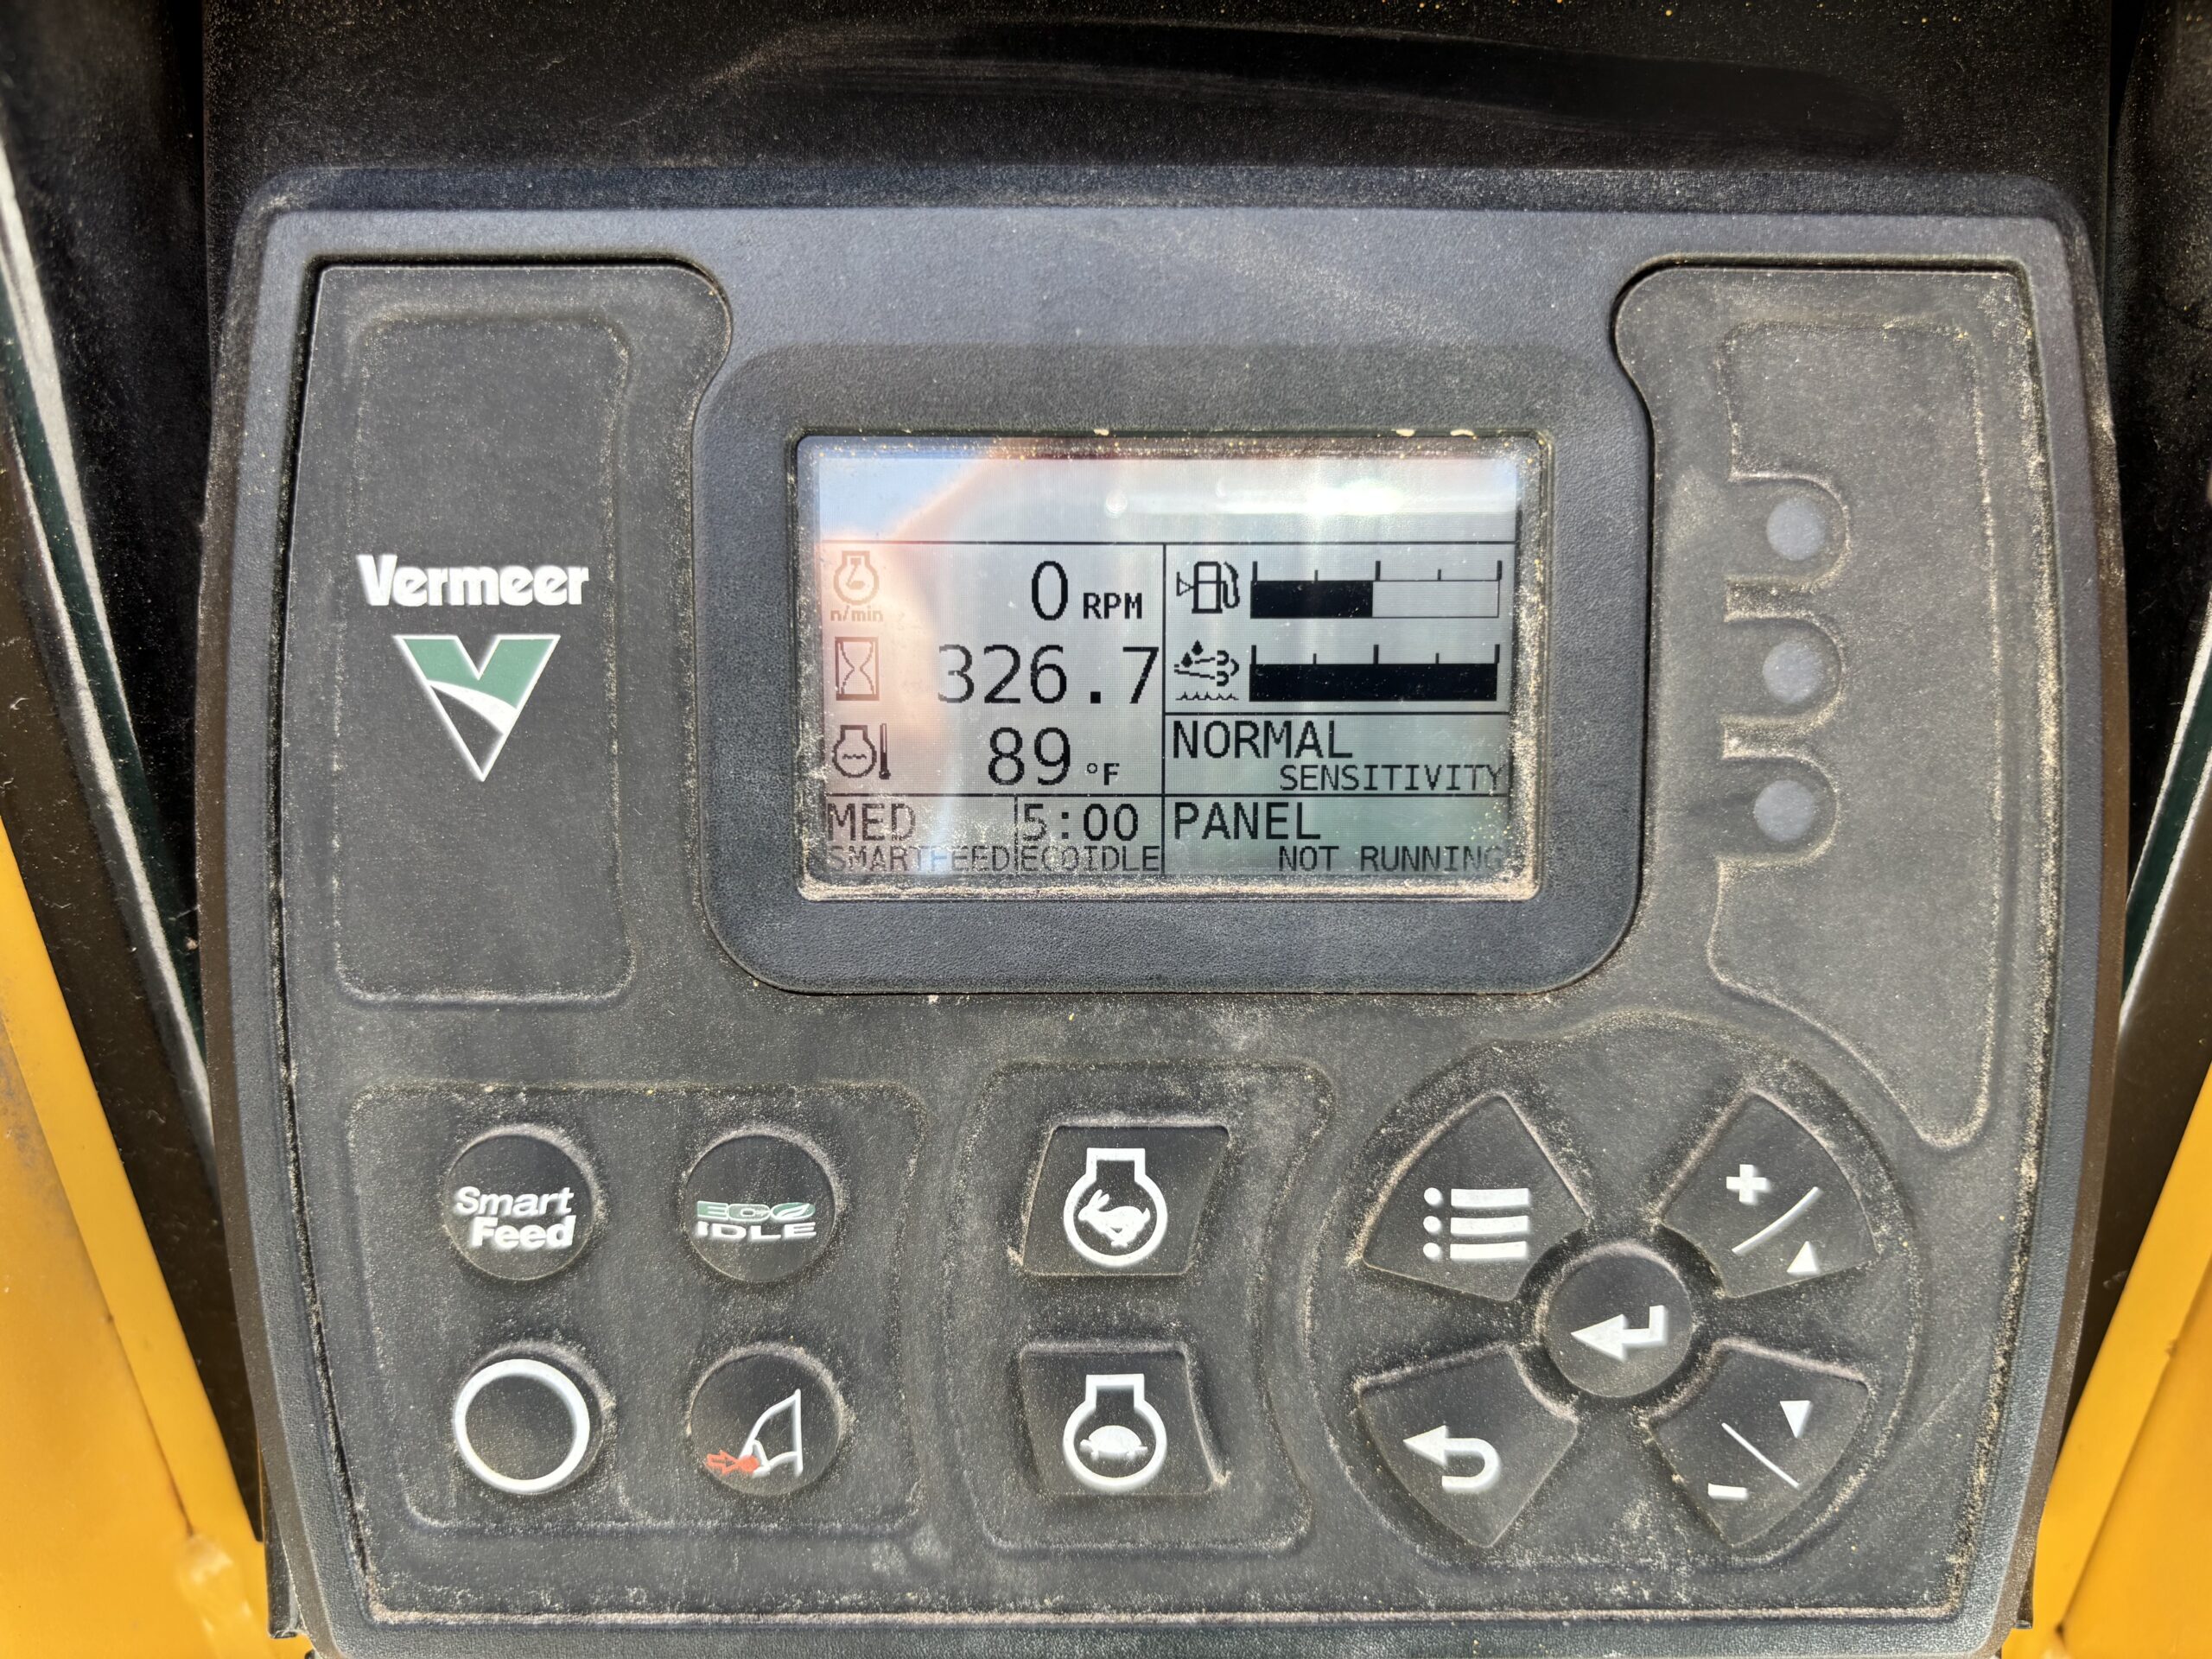 Vermeer
n/min
0 RPM
326.7
89 °F
NORMAL
SENSITIVITY
MED
SMARTFEED
5:00
ECOIDLE
PANEL
NOT RUNNING
Smart
Feed
ECO
IDLE
+/
-/